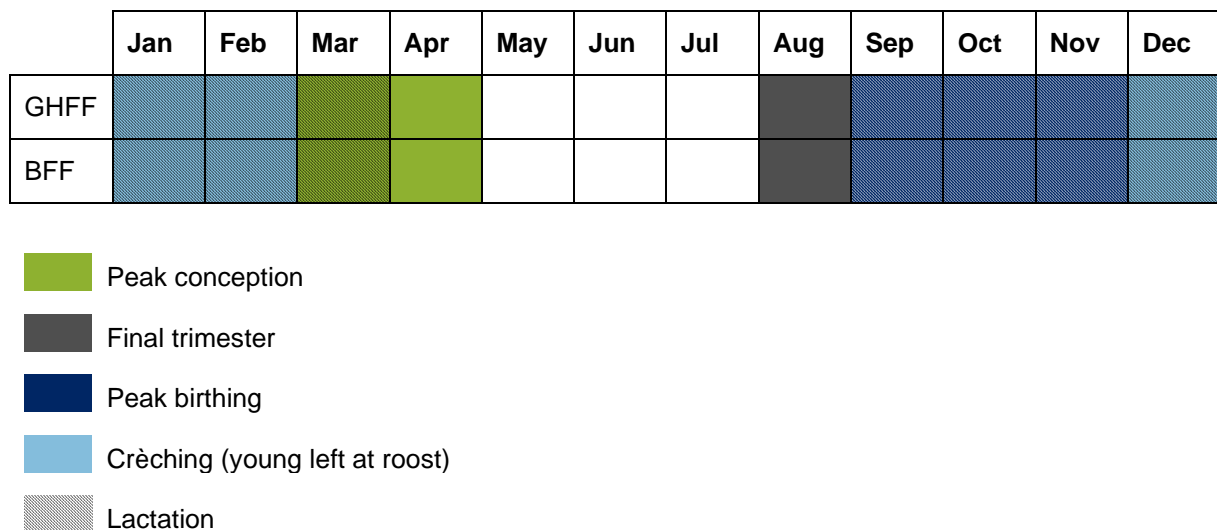 Jan Feb Mar Apr May Jun Jul Aug Sep Oct Nov Dec
GHFF
BFF
Peak conception
Final trimester
Peak birthing
Crèching (young left at roost)
Lactation